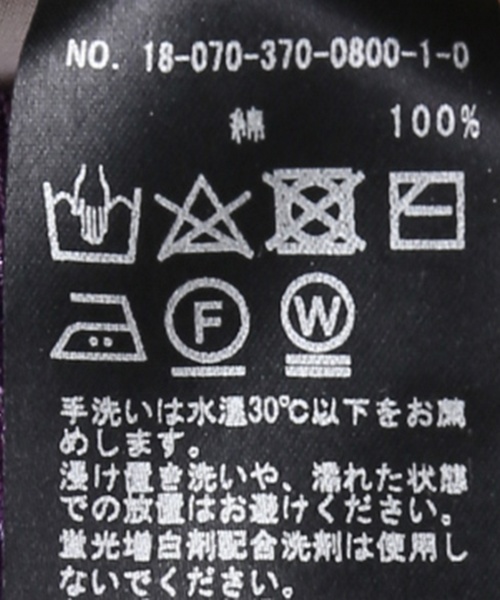 NO. 18-070-370-0800-1-0
綿 100%
F W
手洗いは水温30℃以下をお薦
めします。
浸け置き洗いや、濡れた状態
での放置はお避けください。
蛍光増白剤配合洗剤は使用し
ないでください。